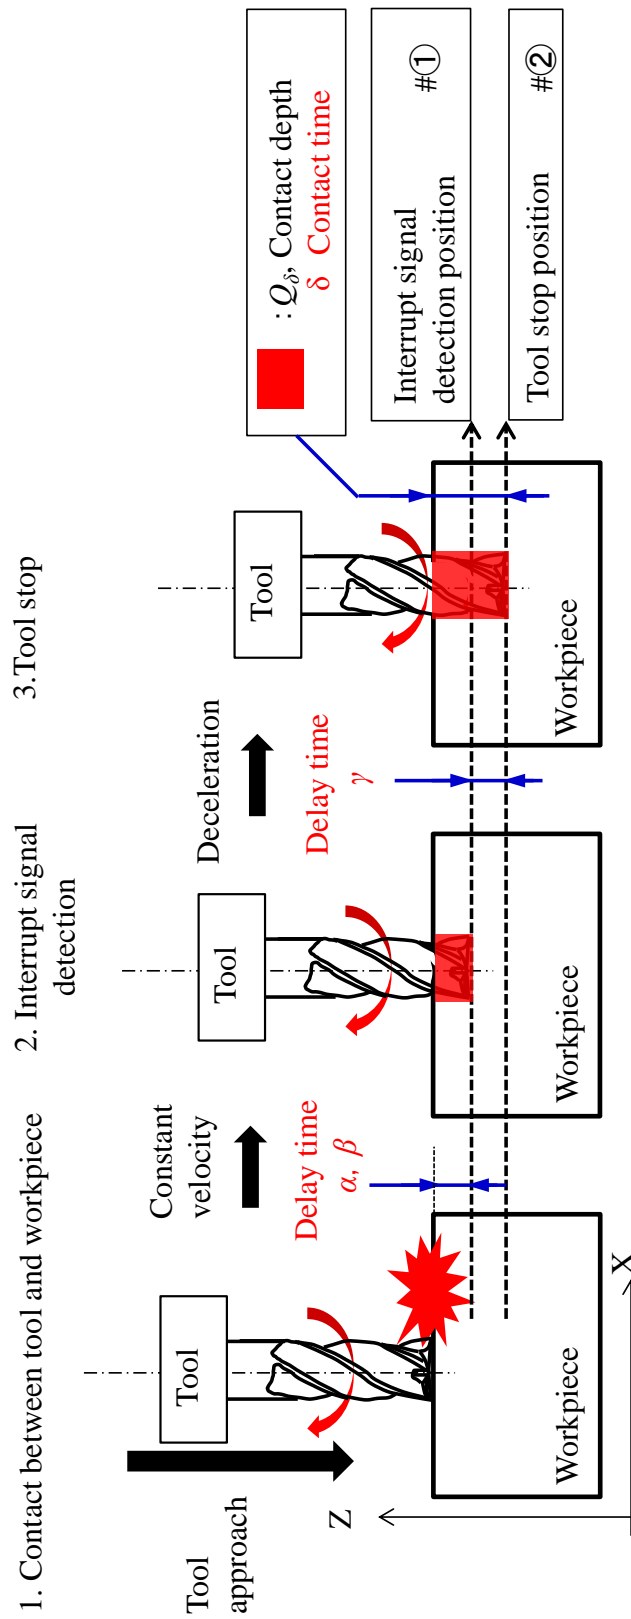 1. Contact between tool and workpiece
2. Interrupt signal
detection
3.Tool stop
Tool
approach
Tool
Constant
velocity
Delay time
α, β
Tool
Deceleration
Delay time
γ
Tool
: Qδ, Contact depth
δ Contact time
Interrupt signal
detection position
#①
Tool stop position
#②
Z
X
Workpiece
Workpiece
Workpiece